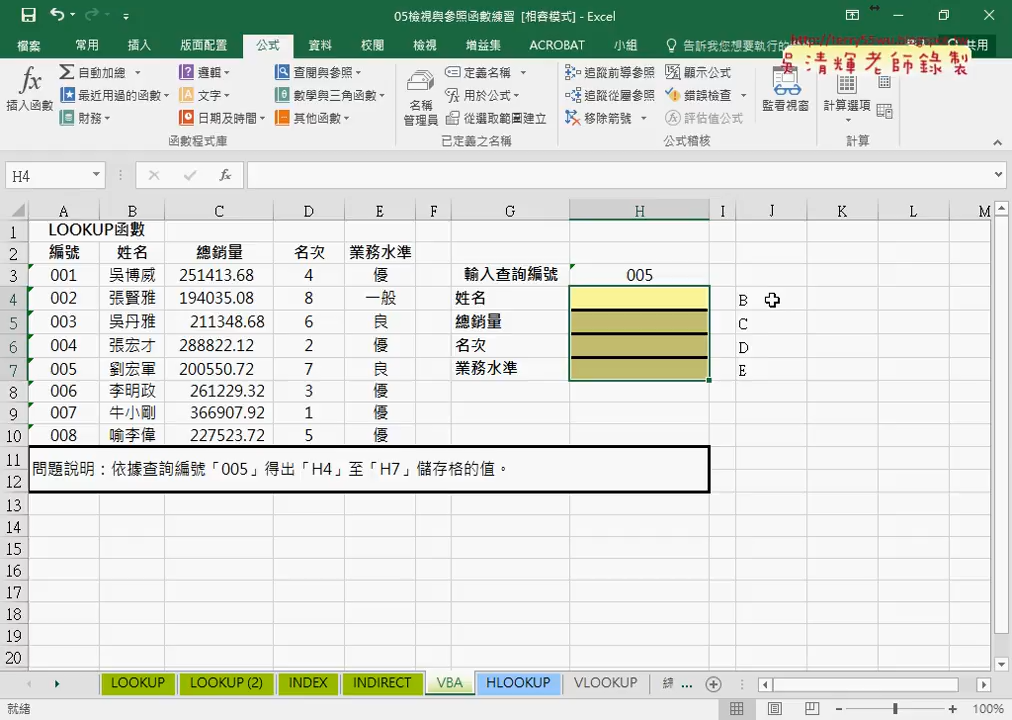 05檢視與參照函數練習 [相容模式] - Excel
檔案 常用 插入 版面配置 公式 資料 校閱 檢視 增益集 ACROBAT 小組 告訴我您想要執行的 共用
吳清輝老師錄製
fx 插入函數
Σ 自動加總 邏輯 查閱與參照
最近用過的函數 文字 數學與三角函數
財務 日期及時間 其他函數
函數程式庫
名稱管理員
定義名稱
用於公式
從選取範圍建立
已定義之名稱
追蹤前導參照 顯示公式
追蹤從屬參照 錯誤檢查
移除箭號 評估值公式
公式稽核
監看視窗
計算選項
計算
H4 fx
A B C D E F G H I J K L M
1 LOOKUP函數
2 編號 姓名 總銷量 名次 業務水準
3 001 吳博威 251413.68 4 優 輸入查詢編號 005
4 002 張賢雅 194035.08 8 一般 姓名 B
5 003 吳丹雅 211348.68 6 良 總銷量 C
6 004 張宏才 288822.12 2 優 名次 D
7 005 劉宏軍 200550.72 7 良 業務水準 E
8 006 李明政 261229.32 3 優
9 007 牛小剛 366907.92 1 優
10 008 喻李偉 227523.72 5 優
11
問題說明：依據查詢編號「005」得出「H4」至「H7」儲存格的值。
12
13
14
15
16
17
18
19
20
LOOKUP LOOKUP (2) INDEX INDIRECT VBA HLOOKUP VLOOKUP ...
就緒 100%